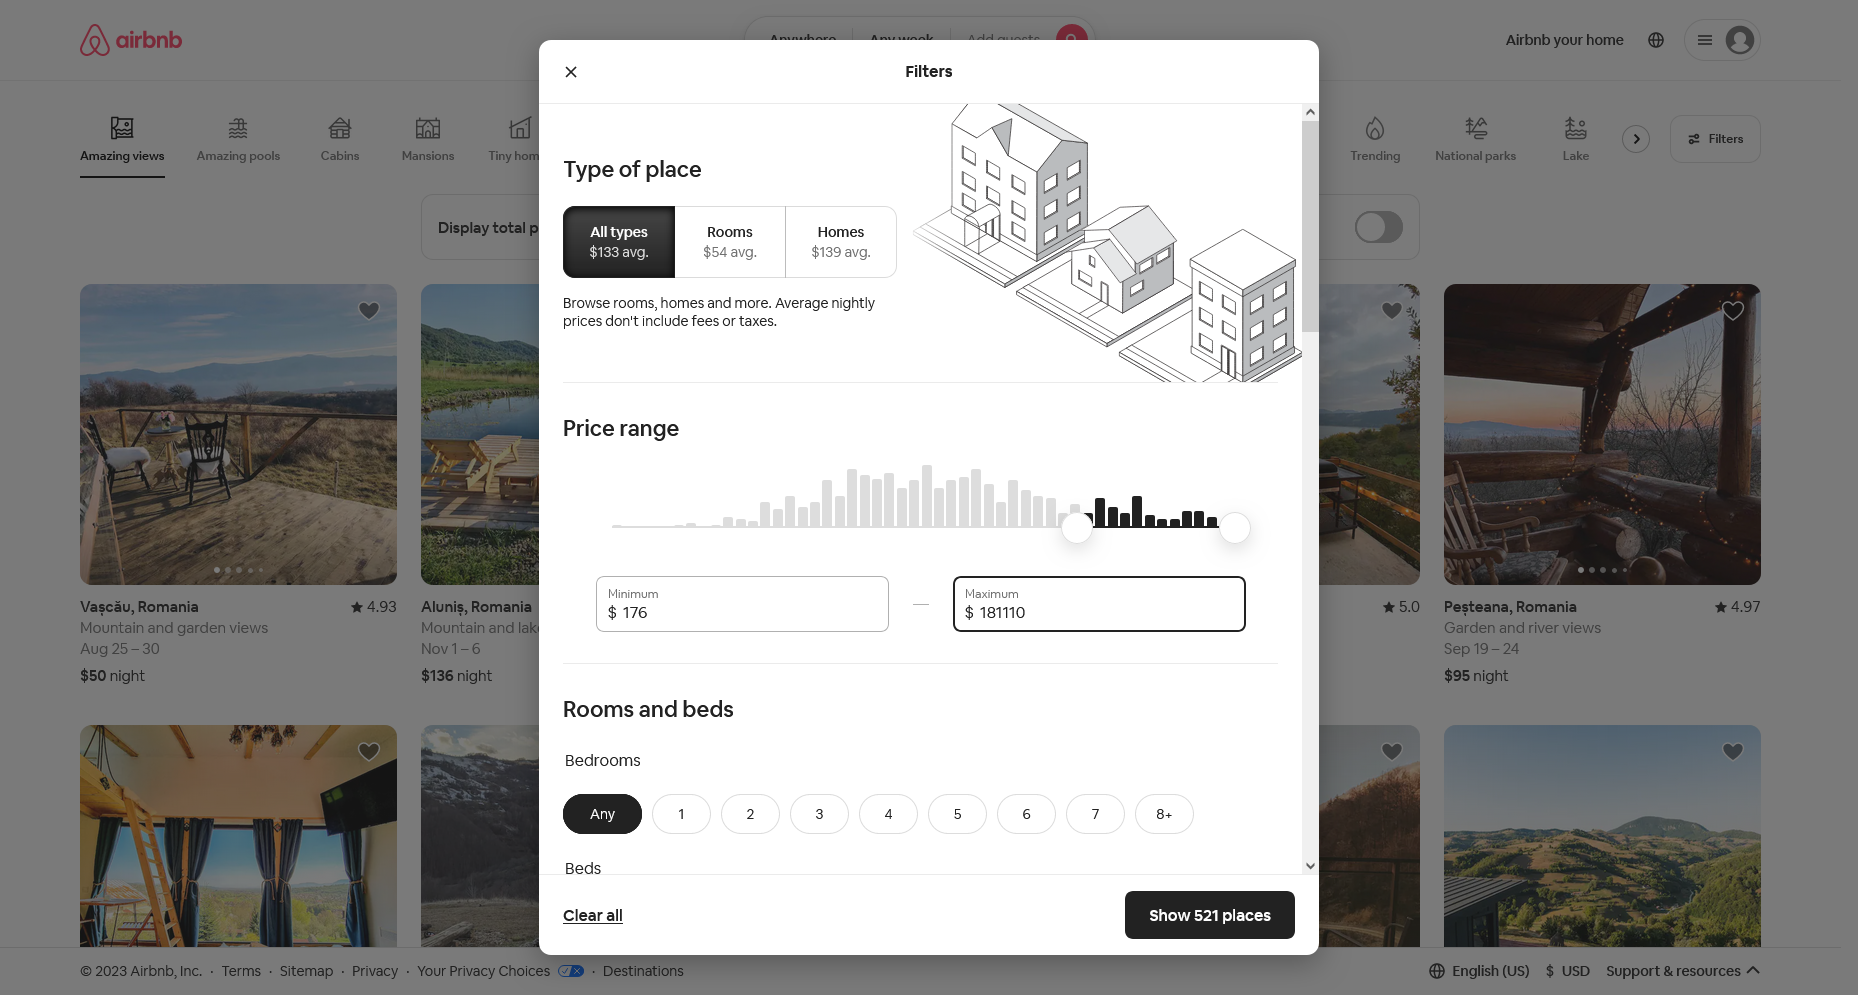 airbnb
Anywhere
Any week
Add guests
Airbnb your home
Filters
Amazing views
Amazing pools
Cabins
Mansions
Tiny hom
Trending
National parks
Lake
Filters
Display total p
Type of place
All types
$133 avg.
Rooms
$54 avg.
Homes
$139 avg.
Browse rooms, homes and more. Average nightly
prices don't include fees or taxes.
Price range
Minimum
$ 176
—
Maximum
$ 181110
Rooms and beds
Bedrooms
Any
1
2
3
4
5
6
7
8+
Beds
Clear all
Show 521 places
Vașcău, Romania
4.93
Mountain and garden views
Aug 25 – 30
$50 night
Aluniș, Romania
Mountain and lak
Nov 1 – 6
$136 night
5.0
Peșteana, Romania
4.97
Garden and river views
Sep 19 – 24
$95 night
© 2023 Airbnb, Inc. · Terms · Sitemap · Privacy · Your Privacy Choices · Destinations
English (US)
$ USD
Support & resources